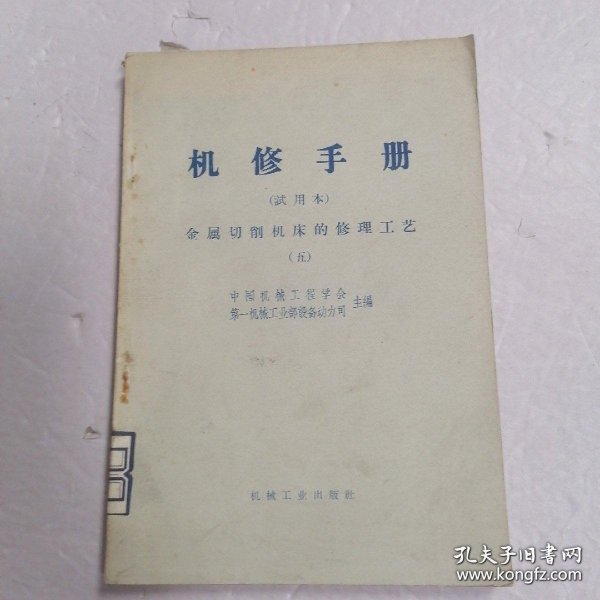 机修手册
(試用本)
金属切削机床的修理工艺
(五)
中国机械工程学会
第一机械工业部设备动力司
主編
机械工业出版社
孔夫子旧书网
www.kongfz.com